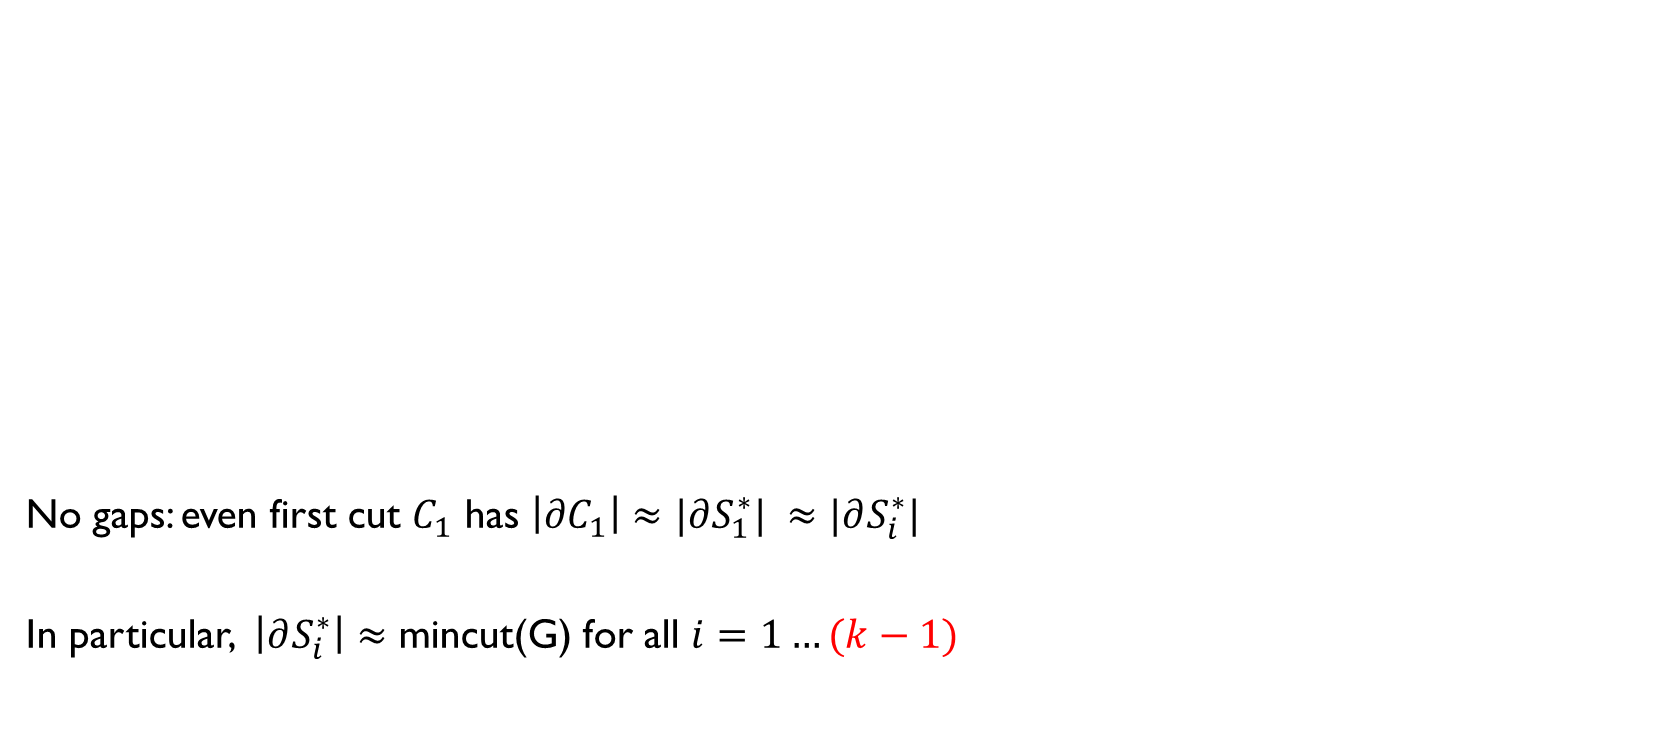 No gaps: even first cut 𝐶₁ has |∂𝐶₁| ≈ |∂𝑆₁*| ≈ |∂𝑆ᵢ*|
In particular, |∂𝑆ᵢ*| ≈ mincut(G) for all 𝑖 = 1 … (𝑘 − 1)